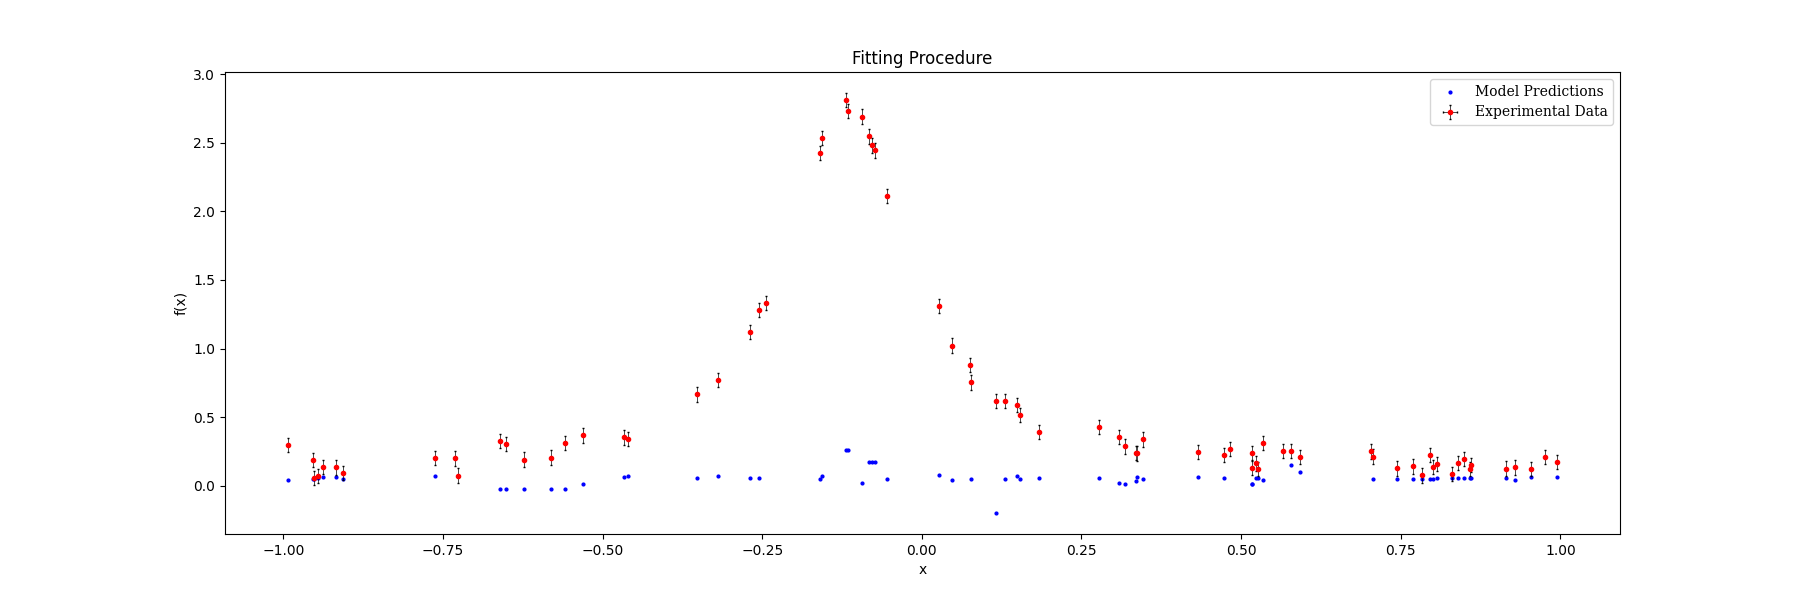 Fitting Procedure
3.0
2.5
2.0
1.5
1.0
0.5
0.0
f(x)
Model Predictions
Experimental Data
−1.00 −0.75 −0.50 −0.25 0.00 0.25 0.50 0.75 1.00
x